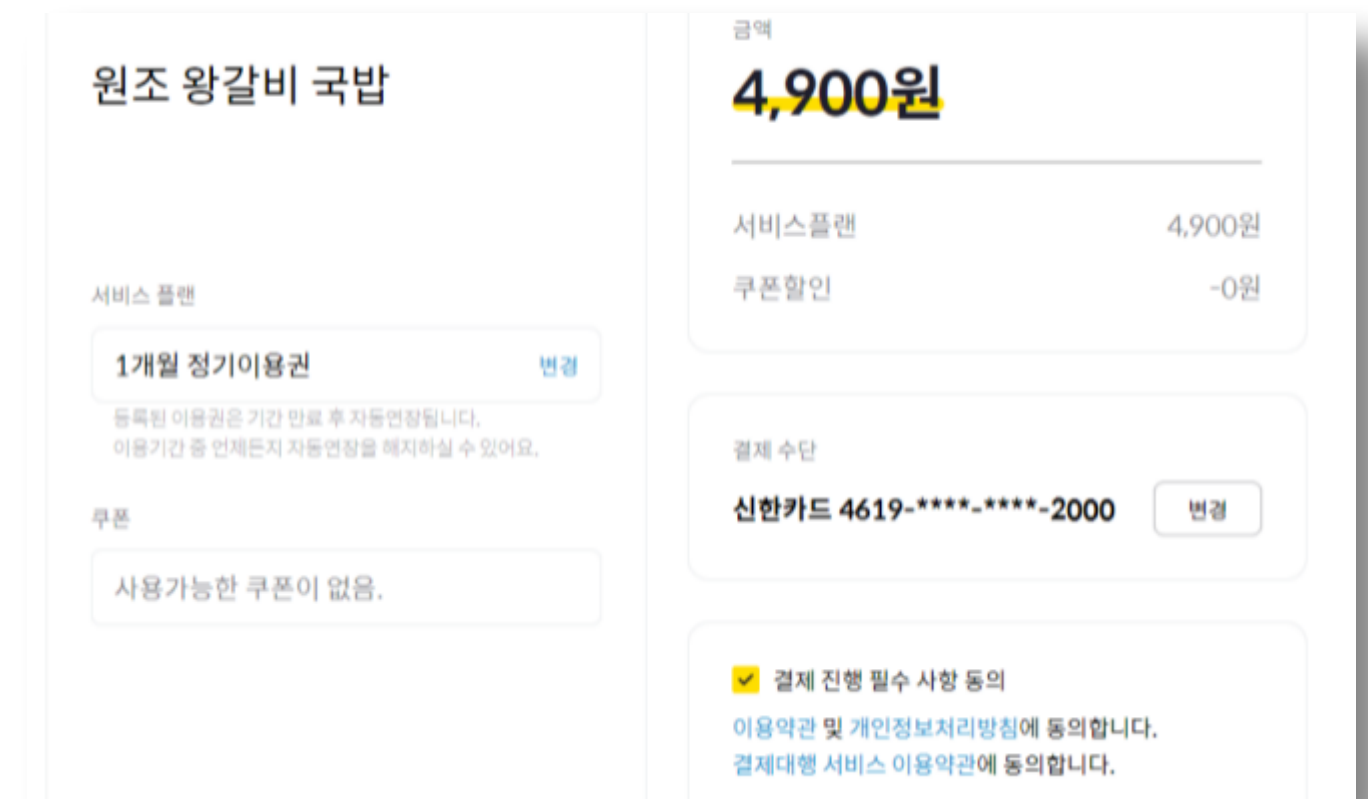 원조 왕갈비 국밥
서비스 플랜
1개월 정기이용권 변경
등록된 이용권은 기간 만료 후 자동연장됩니다.
이용기간 중 언제든지 자동연장을 해지하실 수 있어요.
쿠폰
사용가능한 쿠폰이 없음.
금액
4,900원
서비스플랜 4,900원
쿠폰할인 -0원
결제 수단
신한카드 4619-****-****-2000 변경
결제 진행 필수 사항 동의
이용약관 및 개인정보처리방침에 동의합니다.
결제대행 서비스 이용약관에 동의합니다.